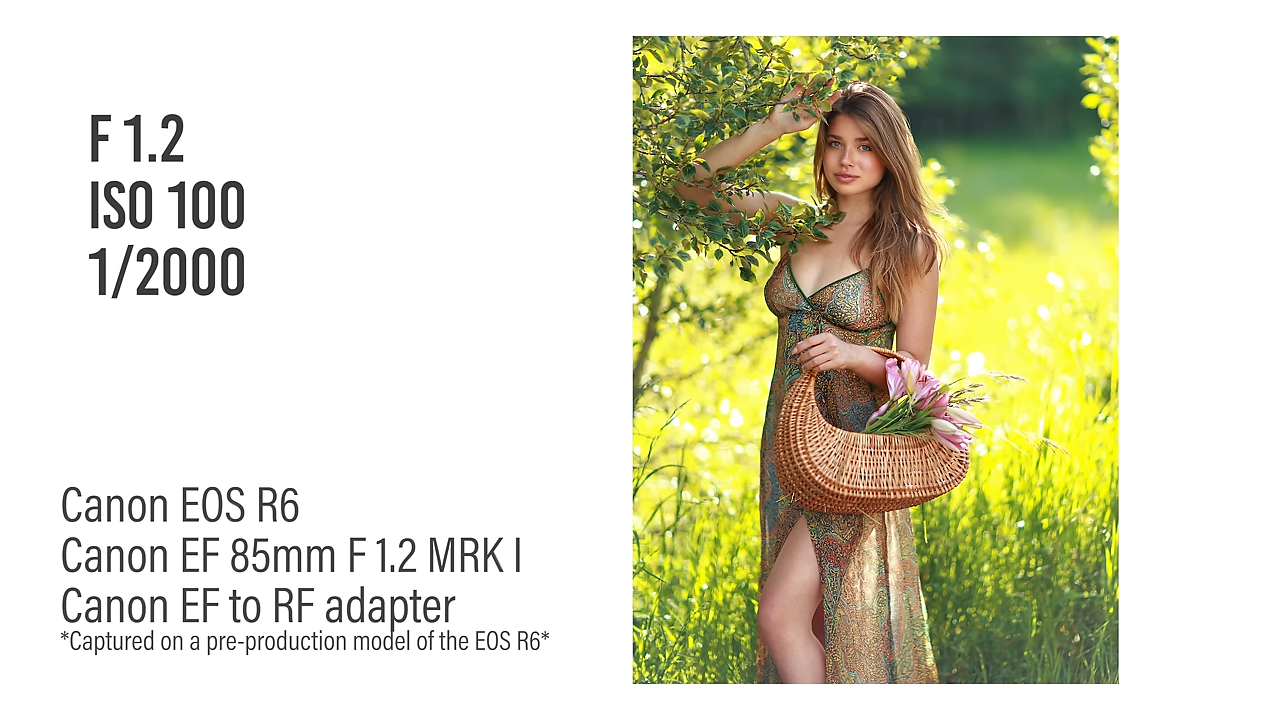 F 1.2
ISO 100
1/2000
Canon EOS R6
Canon EF 85mm F 1.2 MRK I
Canon EF to RF adapter
*Captured on a pre-production model of the EOS R6*